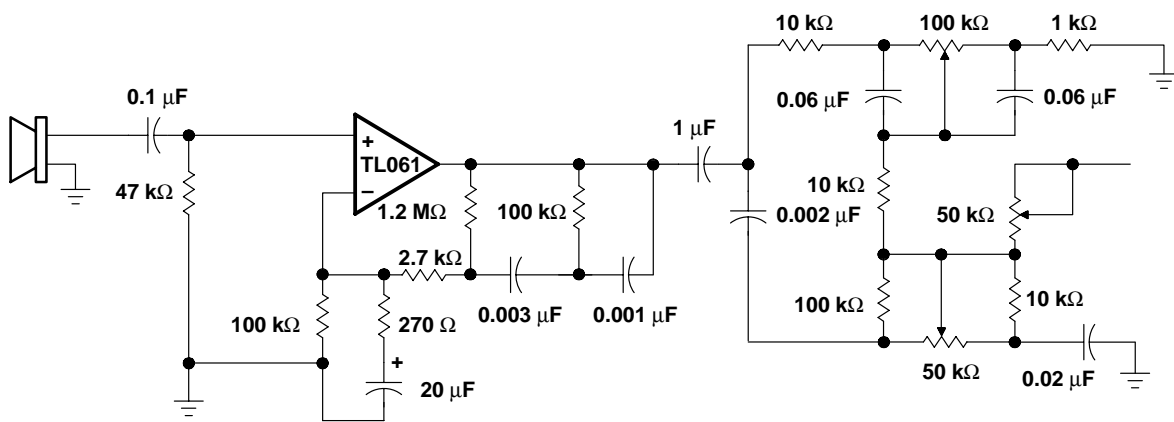 10 kΩ
100 kΩ
1 kΩ
0.1 μF
0.06 μF
0.06 μF
1 μF
+
TL061
−
47 kΩ
1.2 MΩ
100 kΩ
10 kΩ
0.002 μF
50 kΩ
2.7 kΩ
100 kΩ
270 Ω
0.003 μF
0.001 μF
100 kΩ
10 kΩ
+
20 μF
50 kΩ
0.02 μF